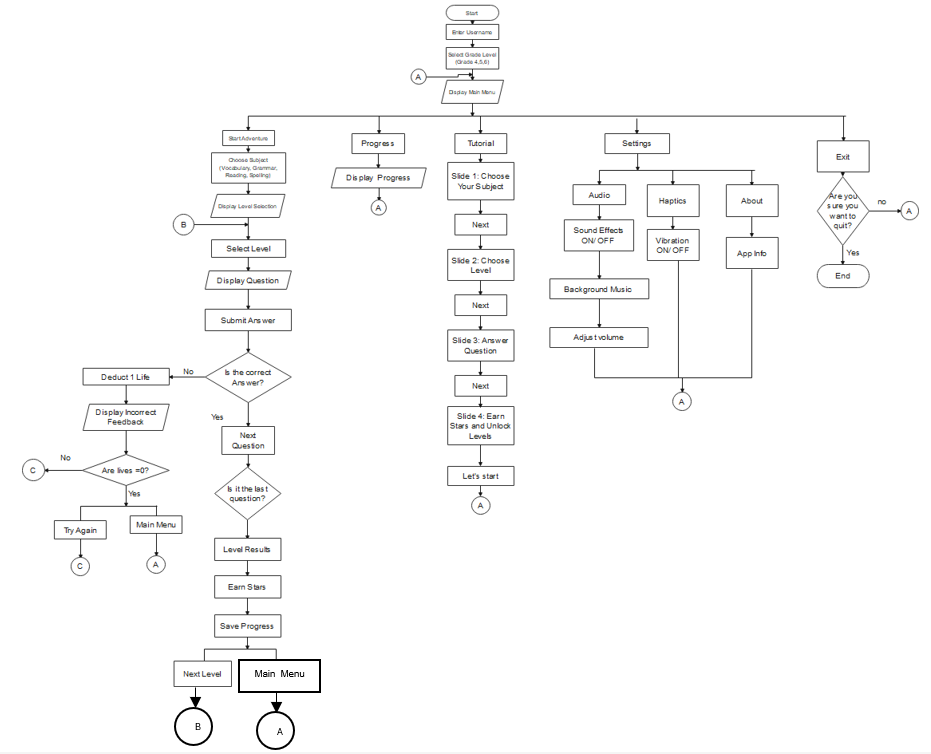 Start
Enter Username
Select Grade Level
(Grade 4,5,6)
A
Display Main Menu
Start Adventure
Choose Subject
(Vocabulary, Grammar,
Reading, Spelling)
Display Level Selection
B
Select Level
Display Question
Submit Answer
Is the correct
Answer?
No
Deduct 1 Life
Display Incorrect
Feedback
Are lives =0?
No
C
Yes
Try Again
C
Main Menu
A
Yes
Next
Question
Is it the last
question?
Level Results
Earn Stars
Save Progress
Next Level
B
Main Menu
A
Progress
Display Progress
A
Tutorial
Slide 1: Choose
Your Subject
Next
Slide 2: Choose
Level
Next
Slide 3: Answer
Question
Next
Slide 4: Earn
Stars and Unlock
Levels
Let's start
A
Settings
Audio
Sound Effects
ON/ OFF
Background Music
Adjust volume
Haptics
Vibration
ON/ OFF
About
App Info
A
Exit
Are you
sure you
want to
quit?
no
A
Yes
End